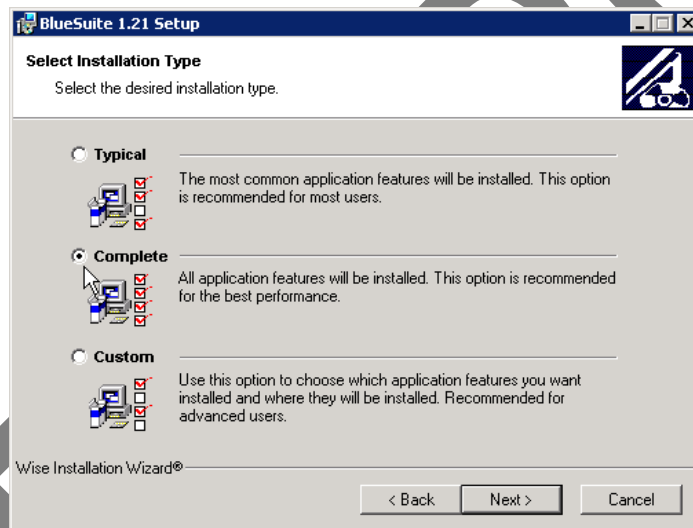 BlueSuite 1.21 Setup
Select Installation Type
Select the desired installation type.
Typical
The most common application features will be installed. This option
is recommended for most users.
Complete
All application features will be installed. This option is recommended
for the best performance.
Custom
Use this option to choose which application features you want
installed and where they will be installed. Recommended for
advanced users.
Wise Installation Wizard®
< Back
Next >
Cancel